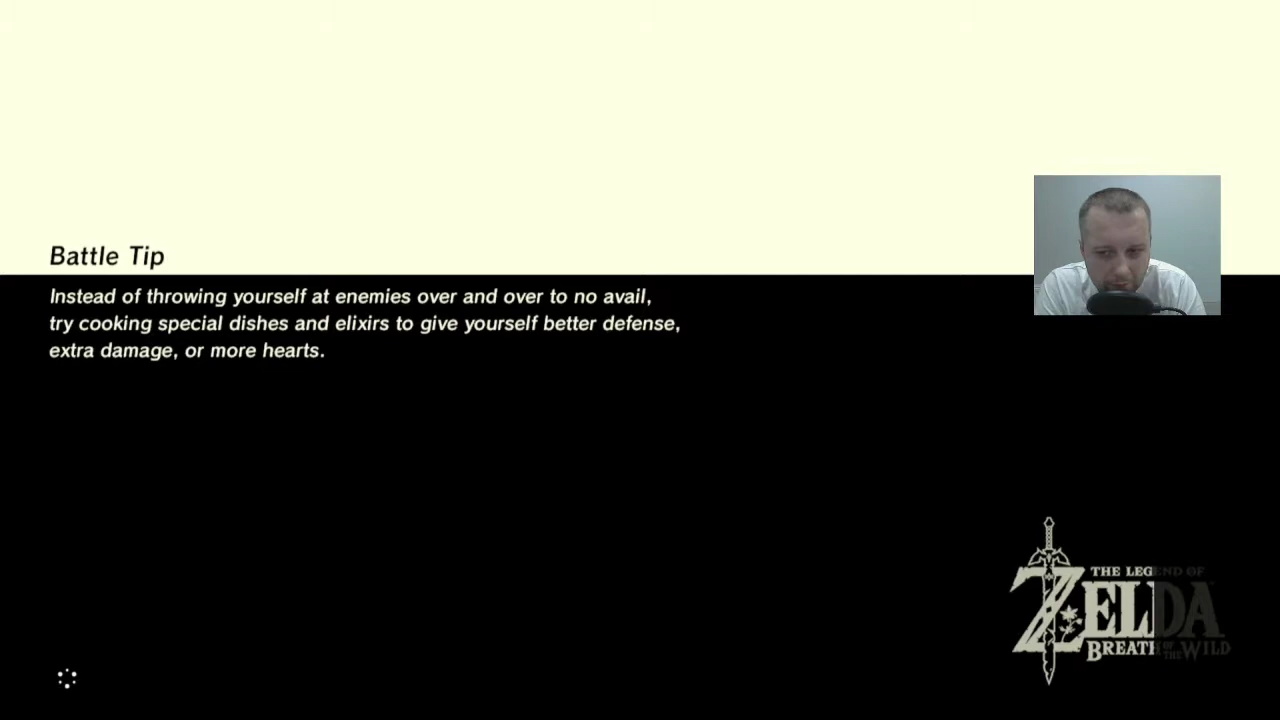 Battle Tip
Instead of throwing yourself at enemies over and over to no avail,
try cooking special dishes and elixirs to give yourself better defense,
extra damage, or more hearts.
THE LEGEND OF
ZELDA
BREATH OF THE WILD